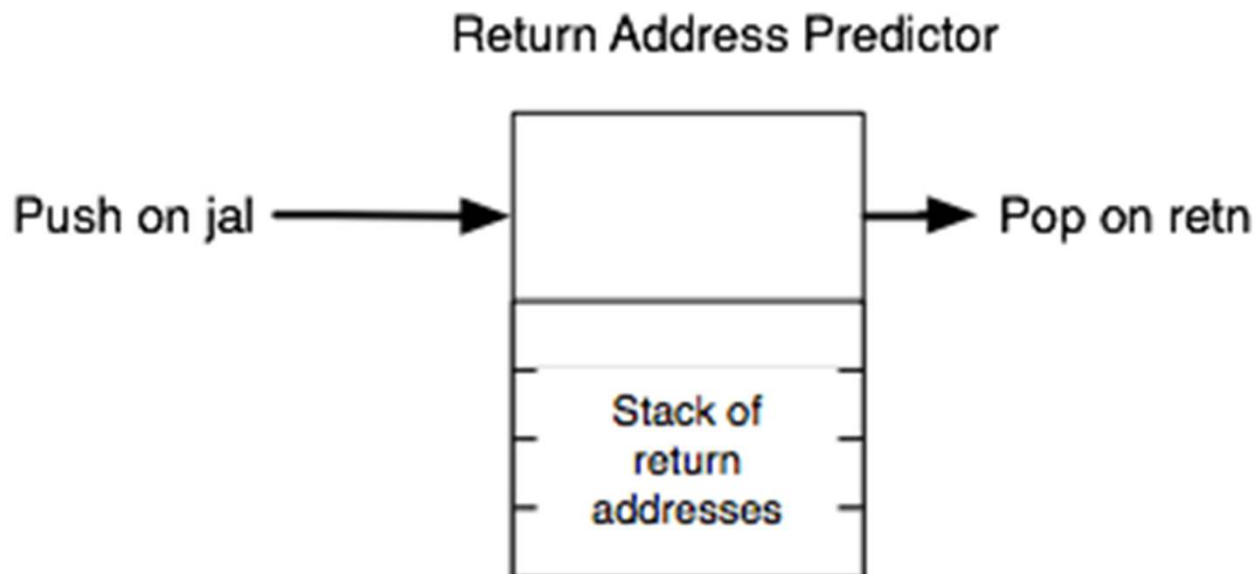 Return Address Predictor
Push on jal
Pop on retn
Stack of
return
addresses